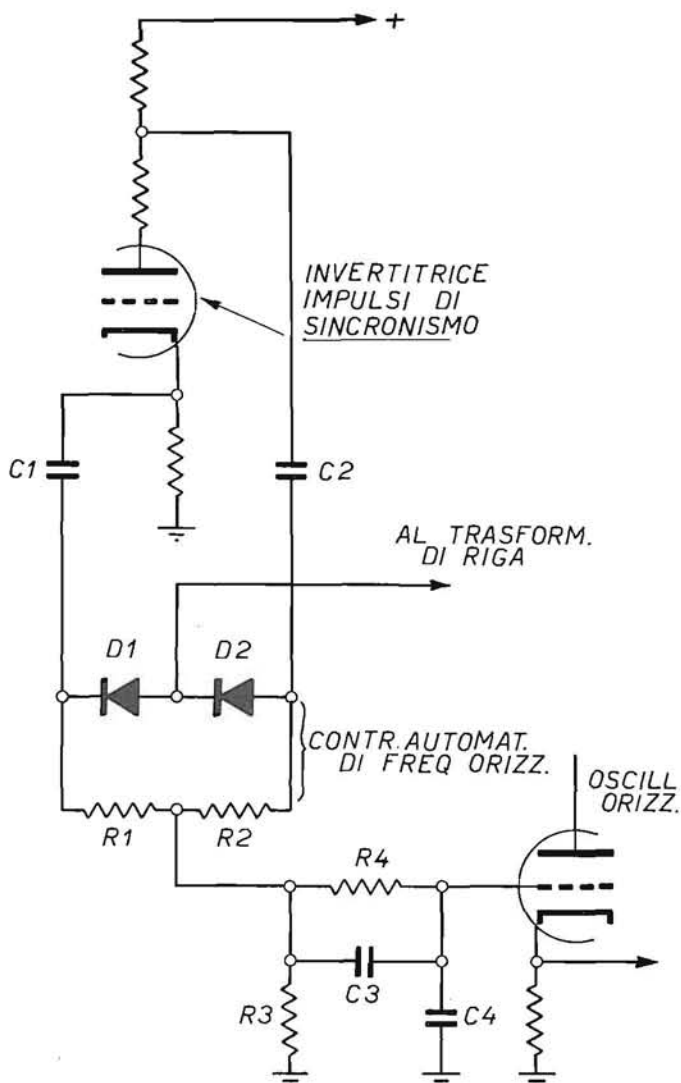 +
INVERTITRICE
IMPULSI DI
SINCRONISMO
C1
C2
AL TRASFORM.
DI RIGA
D1
D2
CONTR. AUTOMAT.
DI FREQ ORIZZ.
R1
R2
OSCILL
ORIZZ.
R4
C3
R3
C4